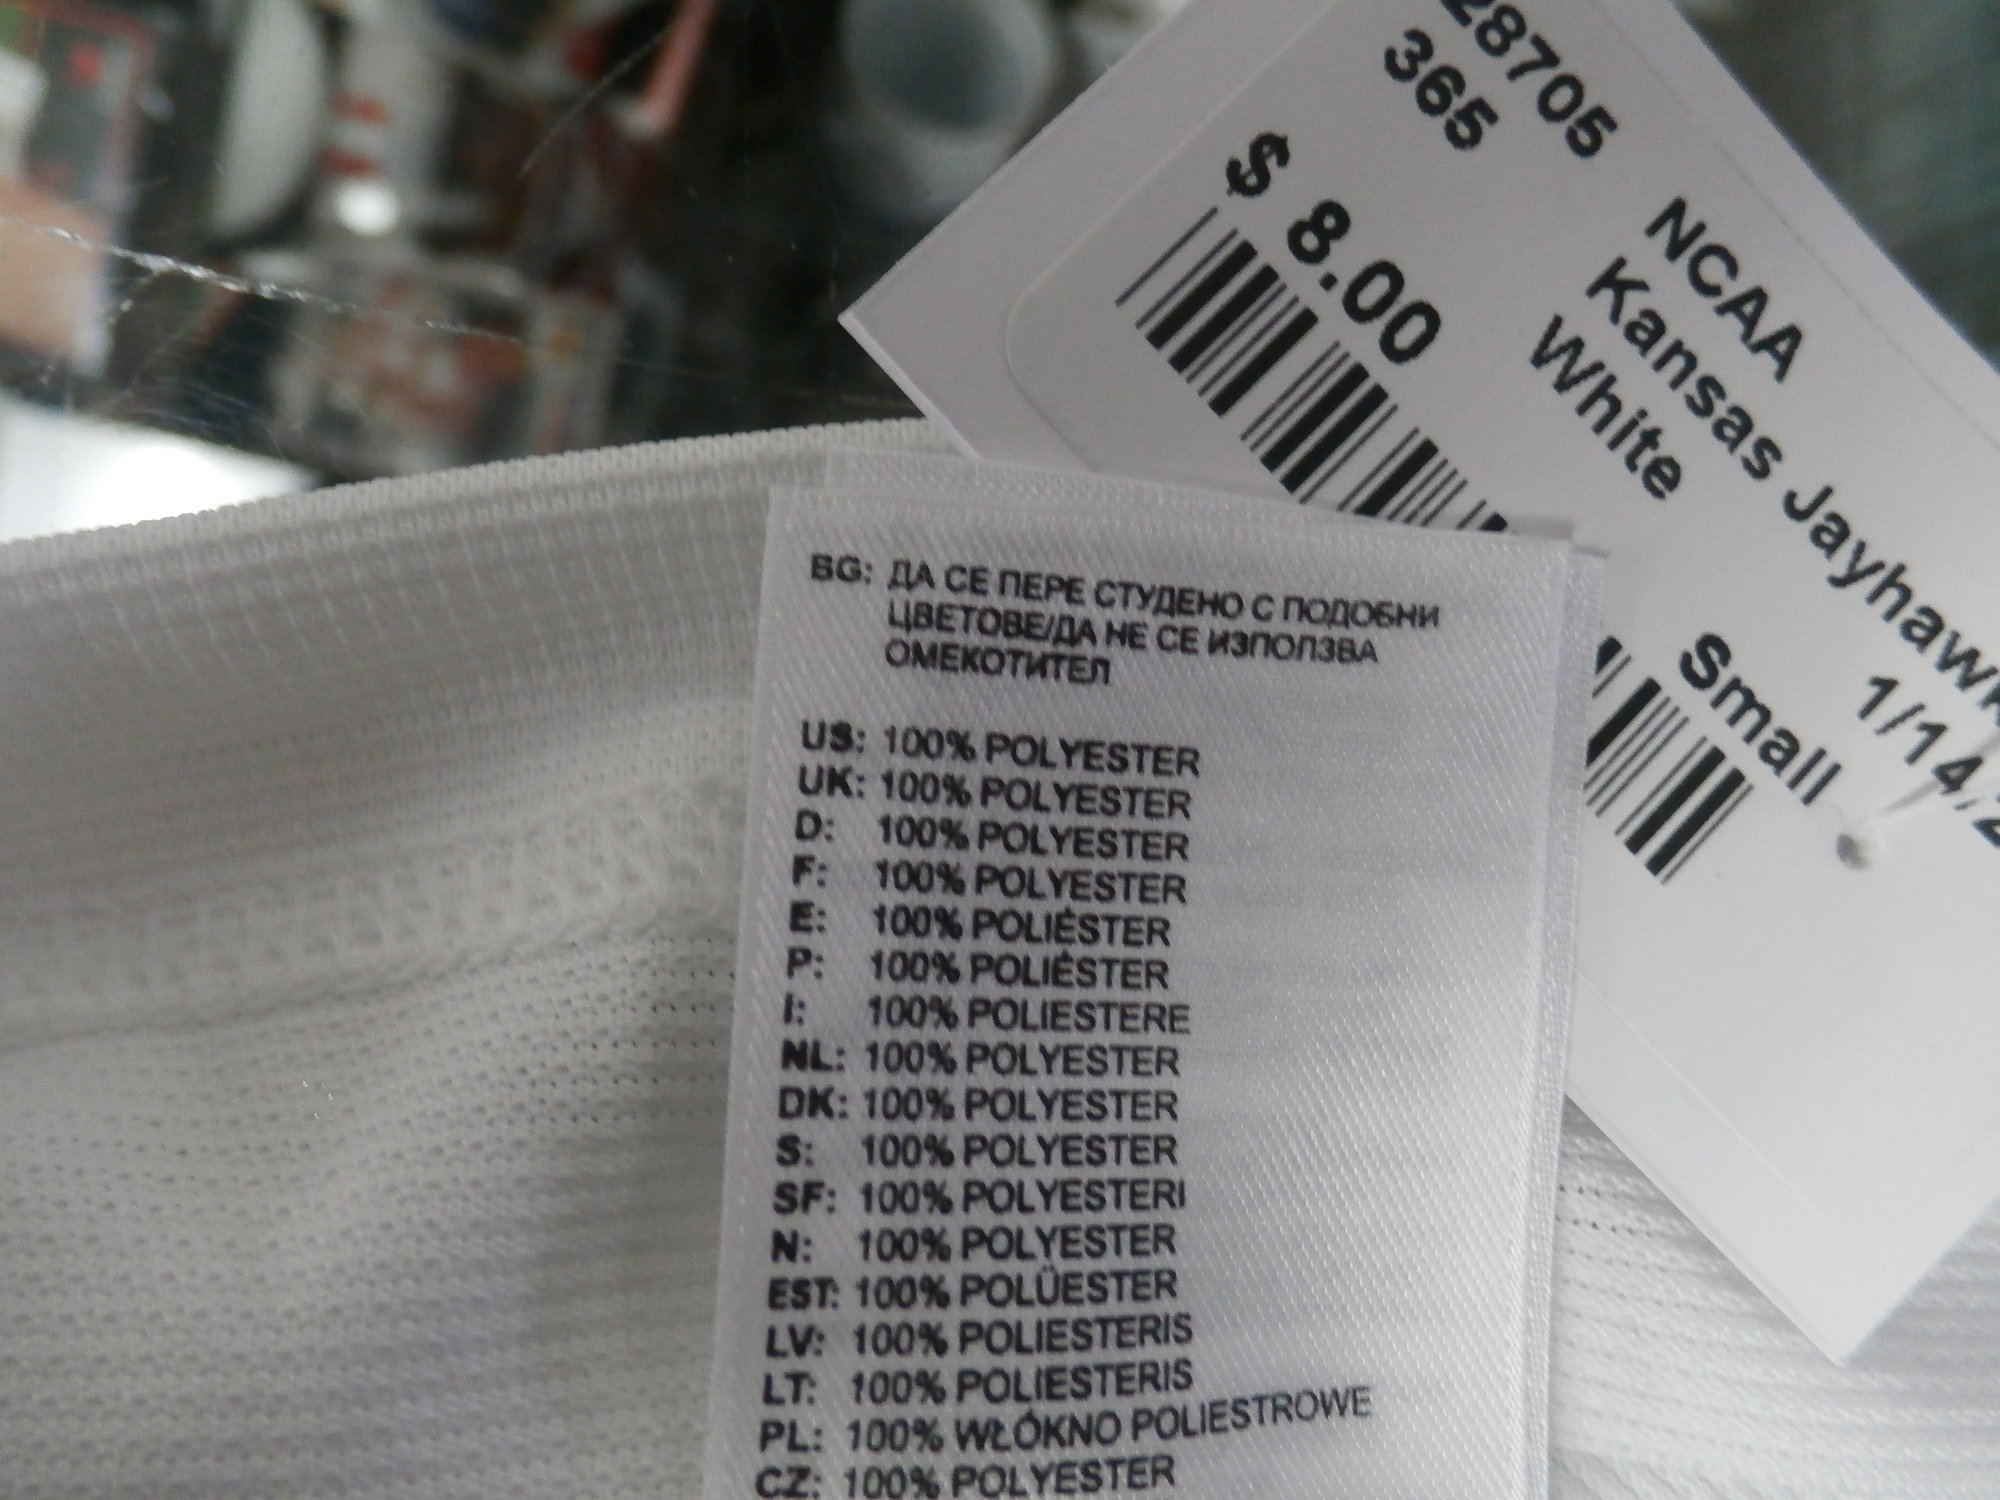 28705
365
$ 8.00
NCAA
Kansas Jayhawk
White
Small
BG: ДА СЕ ПЕРЕ СТУДЕНО С ПОДОБНИ
ЦВЕТОВЕ/ДА НЕ СЕ ИЗПОЛЗВА
ОМЕКОТИТЕЛ
US: 100% POLYESTER
UK: 100% POLYESTER
D: 100% POLYESTER
F: 100% POLYESTER
E: 100% POLIÉSTER
P: 100% POLIÉSTER
I: 100% POLIESTERE
NL: 100% POLYESTER
DK: 100% POLYESTER
S: 100% POLYESTER
SF: 100% POLYESTERI
N: 100% POLYESTER
EST: 100% POLÜESTER
LV: 100% POLIESTERIS
LT: 100% POLIESTERIS
PL: 100% WŁÓKNO POLIESTROWE
CZ: 100% POLYESTER